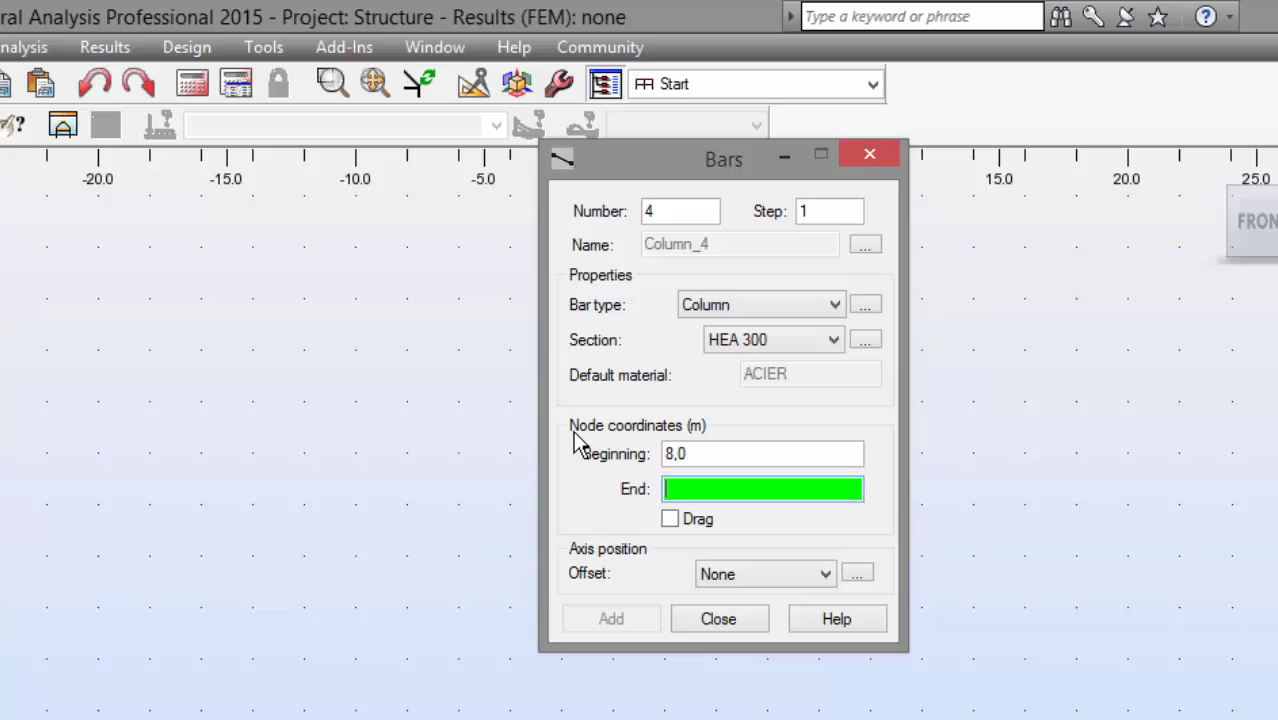 ral Analysis Professional 2015 - Project: Structure - Results (FEM): none
Type a keyword or phrase
?
nalysis Results Design Tools Add-Ins Window Help Community
Start
?
-20.0 -15.0 -10.0 -5.0 15.0 20.0 25.0
Bars
FRON
Number: 4 Step: 1
Name: Column_4 ...
Properties
Bar type: Column ...
Section: HEA 300 ...
Default material: ACIER
Node coordinates (m)
Beginning: 8,0
End:
Drag
Axis position
Offset: None ...
Add Close Help